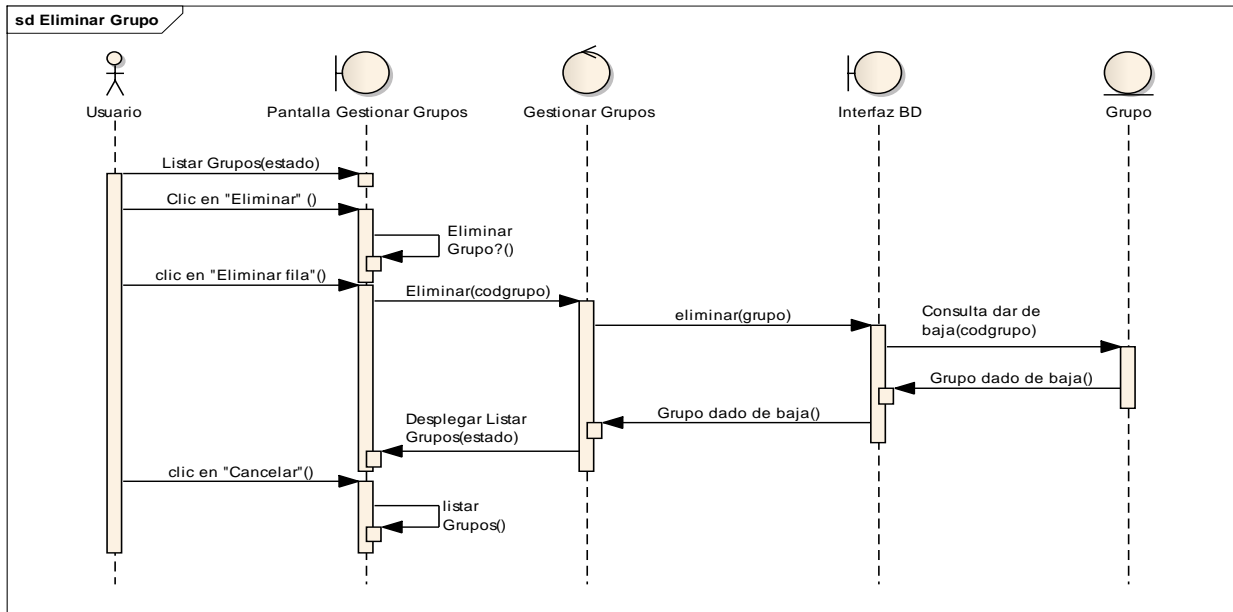 sd Eliminar Grupo
Usuario
Pantalla Gestionar Grupos
Gestionar Grupos
Interfaz BD
Grupo
Listar Grupos(estado)
Clic en "Eliminar" ()
Eliminar
Grupo?()
clic en "Eliminar fila"()
Eliminar(codgrupo)
eliminar(grupo)
Consulta dar de
baja(codgrupo)
Grupo dado de baja()
Grupo dado de baja()
Desplegar Listar
Grupos(estado)
clic en "Cancelar"()
listar
Grupos()